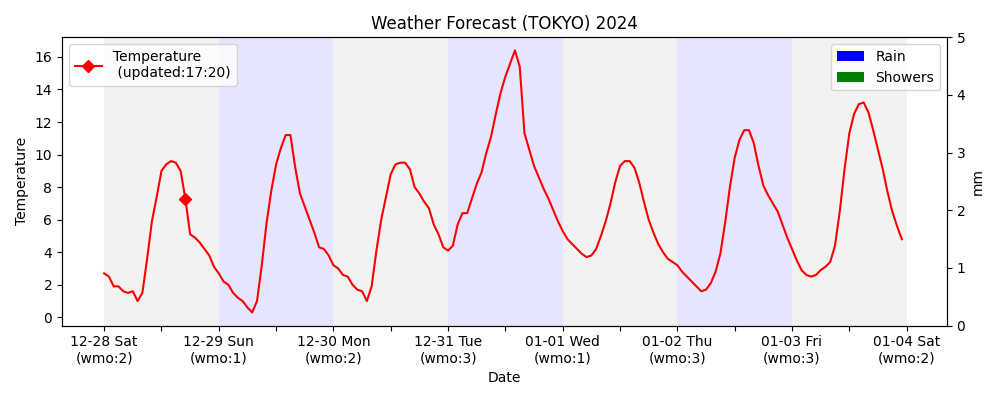 Weather Forecast (TOKYO) 2024
Temperature
(updated:17:20)
Rain
Showers
Temperature
16
14
12
10
8
6
4
2
0
5
4
3
2
1
0
mm
12-28 Sat
(wmo:2)
12-29 Sun
(wmo:1)
12-30 Mon
(wmo:2)
12-31 Tue
(wmo:3)
01-01 Wed
(wmo:1)
01-02 Thu
(wmo:3)
01-03 Fri
(wmo:3)
01-04 Sat
(wmo:2)
Date